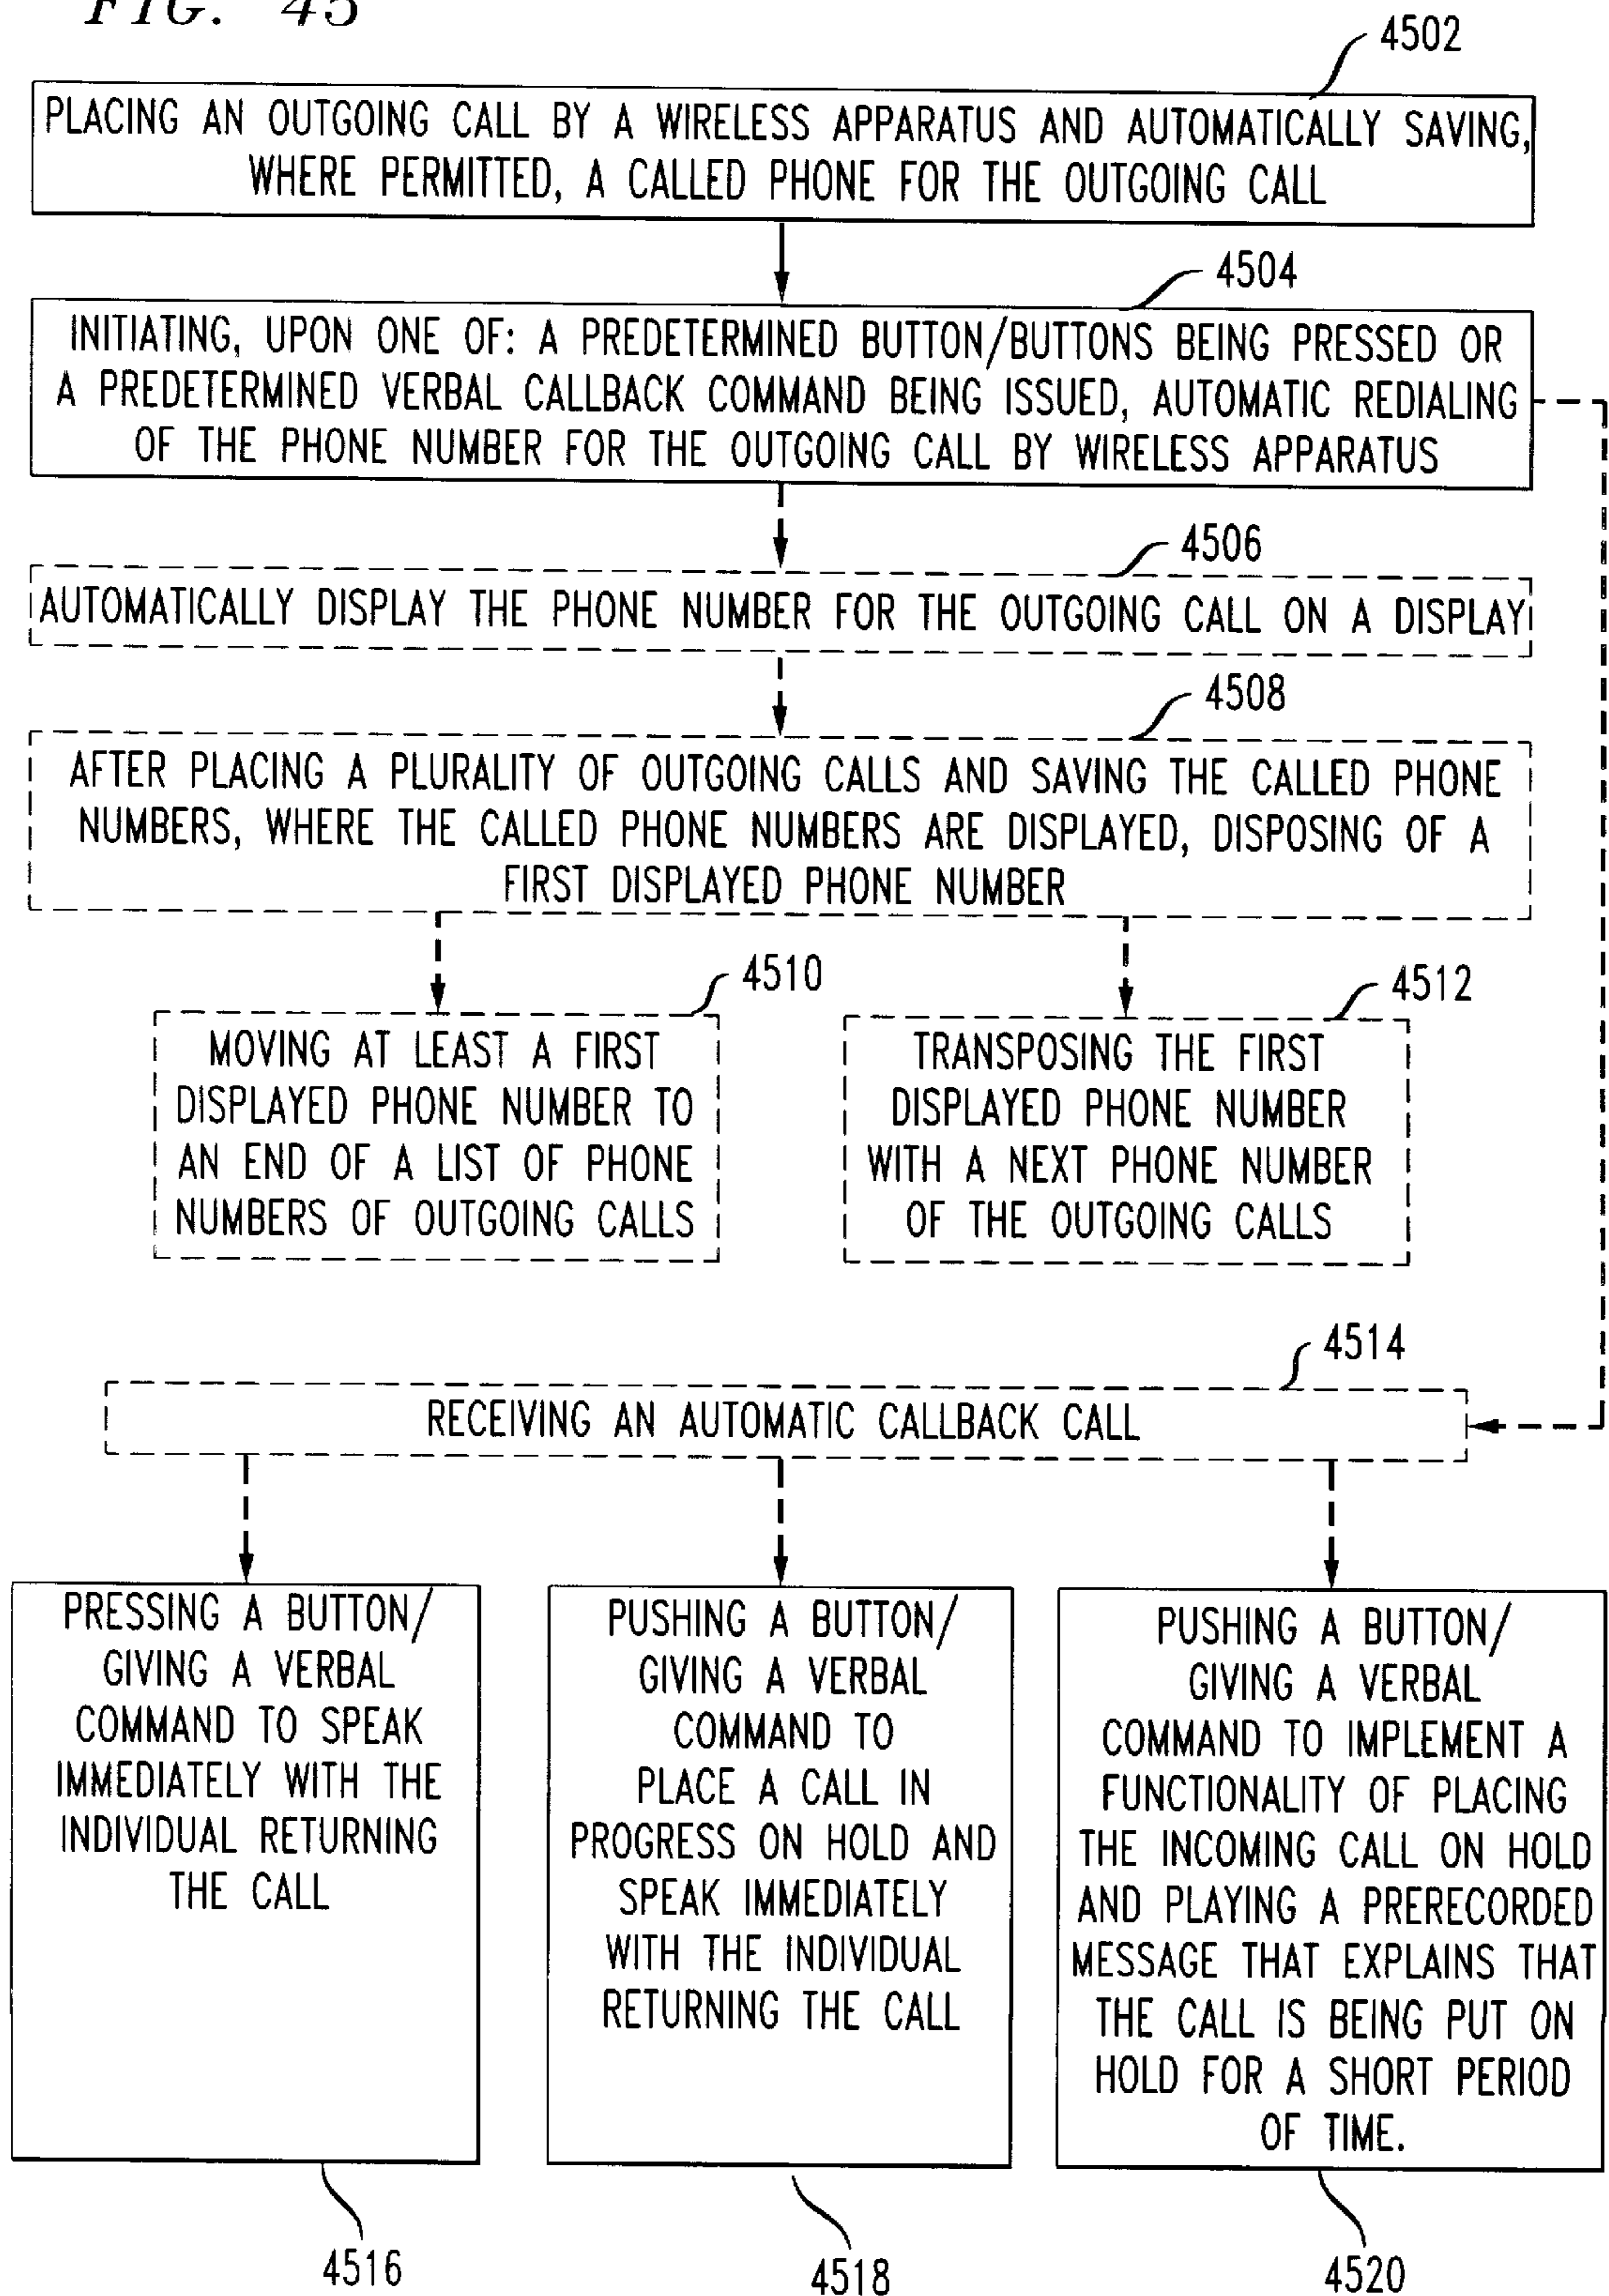 FIG. 45
4502
PLACING AN OUTGOING CALL BY A WIRELESS APPARATUS AND AUTOMATICALLY SAVING,
WHERE PERMITTED, A CALLED PHONE FOR THE OUTGOING CALL
4504
INITIATING, UPON ONE OF: A PREDETERMINED BUTTON/BUTTONS BEING PRESSED OR
A PREDETERMINED VERBAL CALLBACK COMMAND BEING ISSUED, AUTOMATIC REDIALING
OF THE PHONE NUMBER FOR THE OUTGOING CALL BY WIRELESS APPARATUS
4506
AUTOMATICALLY DISPLAY THE PHONE NUMBER FOR THE OUTGOING CALL ON A DISPLAY
4508
AFTER PLACING A PLURALITY OF OUTGOING CALLS AND SAVING THE CALLED PHONE
NUMBERS, WHERE THE CALLED PHONE NUMBERS ARE DISPLAYED, DISPOSING OF A
FIRST DISPLAYED PHONE NUMBER
4510
MOVING AT LEAST A FIRST
DISPLAYED PHONE NUMBER TO
AN END OF A LIST OF PHONE
NUMBERS OF OUTGOING CALLS
4512
TRANSPOSING THE FIRST
DISPLAYED PHONE NUMBER
WITH A NEXT PHONE NUMBER
OF THE OUTGOING CALLS
4514
RECEIVING AN AUTOMATIC CALLBACK CALL
PRESSING A BUTTON/
GIVING A VERBAL
COMMAND TO SPEAK
IMMEDIATELY WITH THE
INDIVIDUAL RETURNING
THE CALL
4516
PUSHING A BUTTON/
GIVING A VERBAL
COMMAND TO
PLACE A CALL IN
PROGRESS ON HOLD AND
SPEAK IMMEDIATELY
WITH THE INDIVIDUAL
RETURNING THE CALL
4518
PUSHING A BUTTON/
GIVING A VERBAL
COMMAND TO IMPLEMENT A
FUNCTIONALITY OF PLACING
THE INCOMING CALL ON HOLD
AND PLAYING A PRERECORDED
MESSAGE THAT EXPLAINS THAT
THE CALL IS BEING PUT ON
HOLD FOR A SHORT PERIOD
OF TIME.
4520